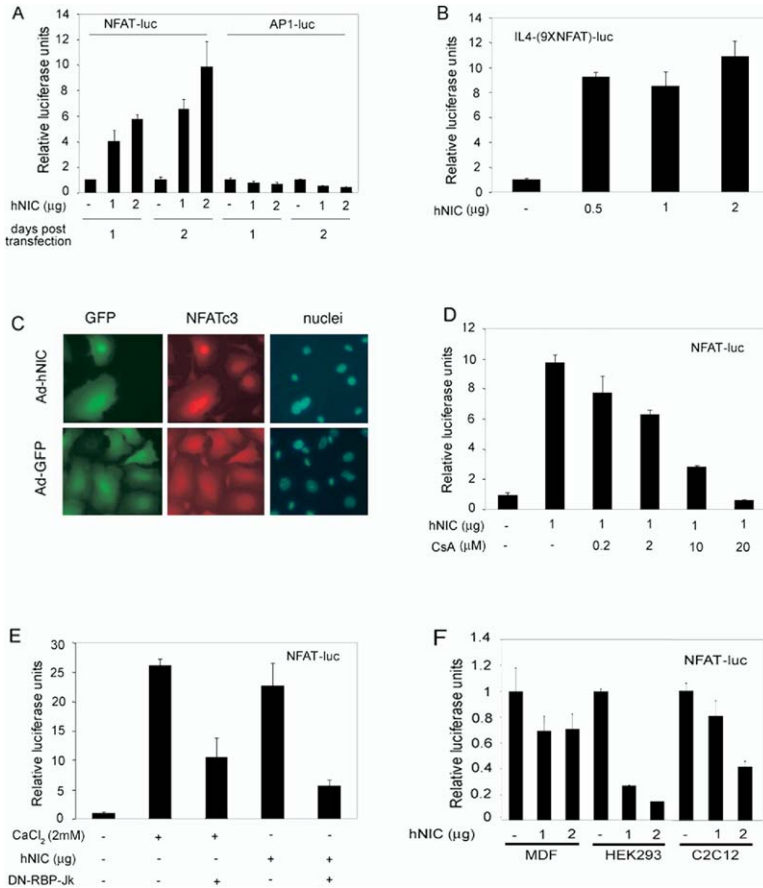 A
NFAT-luc
AP1-luc
Relative luciferase units
14
12
10
8
6
4
2
0
hNIC (µg)
- 1 2 - 1 2 - 1 2 - 1 2
days post transfection
1 2 1 2
B
IL4-(9XNFAT)-luc
Relative luciferase units
14
12
10
8
6
4
2
0
hNIC (µg)
- 0.5 1 2
C
GFP
NFATc3
nuclei
Ad-hNIC
Ad-GFP
D
NFAT-luc
Relative luciferase units
12
10
8
6
4
2
0
hNIC (µg) - 1 1 1 1 1
CsA (µM) - - 0.2 2 10 20
E
NFAT-luc
Relative luciferase units
30
25
20
15
10
5
0
CaCl2 (2mM) - + + - -
hNIC (µg) - - - + +
DN-RBP-Jk - - + - +
F
NFAT-luc
Relative luciferase units
1.4
1.2
1
0.8
0.6
0.4
0.2
0
hNIC (µg) - 1 2 - 1 2 - 1 2
MDF HEK293 C2C12